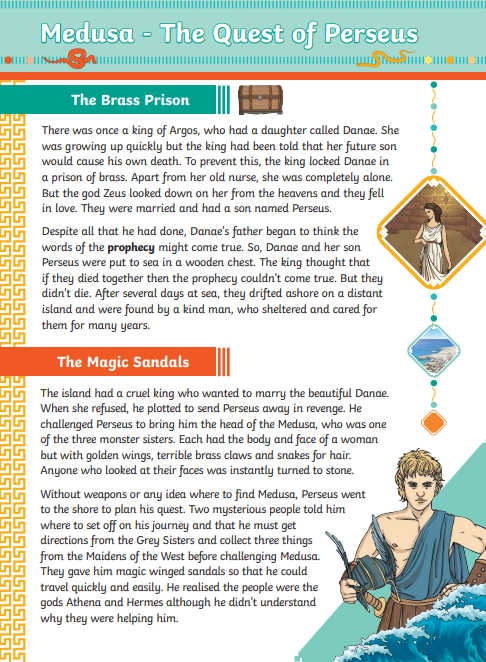 Medusa - The Quest of Perseus
The Brass Prison
There was once a king of Argos, who had a daughter called Danae. She
was growing up quickly but the king had been told that her future son
would cause his own death. To prevent this, the king locked Danae in
a prison of brass. Apart from her old nurse, she was completely alone.
But the god Zeus looked down on her from the heavens and they fell
in love. They were married and had a son named Perseus.
Despite all that he had done, Danae's father began to think the
words of the prophecy might come true. So, Danae and her son
Perseus were put to sea in a wooden chest. The king thought that
if they died together then the prophecy couldn't come true. But they
didn't die. After several days at sea, they drifted ashore on a distant
island and were found by a kind man, who sheltered and cared for
them for many years.
The Magic Sandals
The island had a cruel king who wanted to marry the beautiful Danae.
When she refused, he plotted to send Perseus away in revenge. He
challenged Perseus to bring him the head of the Medusa, who was one
of the three monster sisters. Each had the body and face of a woman
but with golden wings, terrible brass claws and snakes for hair.
Anyone who looked at their faces was instantly turned to stone.
Without weapons or any idea where to find Medusa, Perseus went
to the shore to plan his quest. Two mysterious people told him
where to set off on his journey and that he must get
directions from the Grey Sisters and collect three things
from the Maidens of the West before challenging Medusa.
They gave him magic winged sandals so that he could
travel quickly and easily. He realised the people were the
gods Athena and Hermes although he didn't understand
why they were helping him.